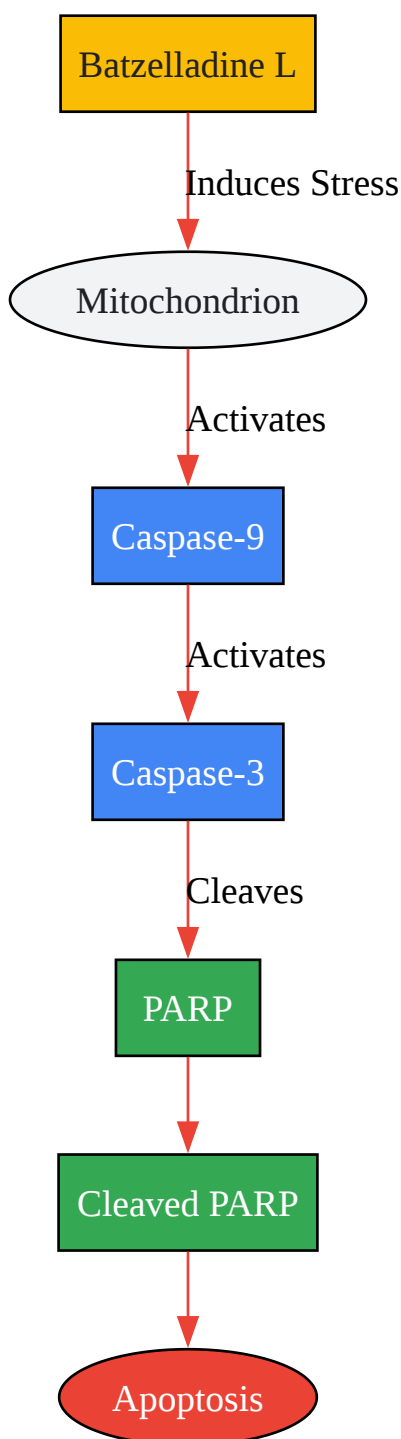 Batzelladine L
Induces Stress
Mitochondrion
Activates
Caspase-9
Activates
Caspase-3
Cleaves
PARP
Cleaved PARP
Apoptosis